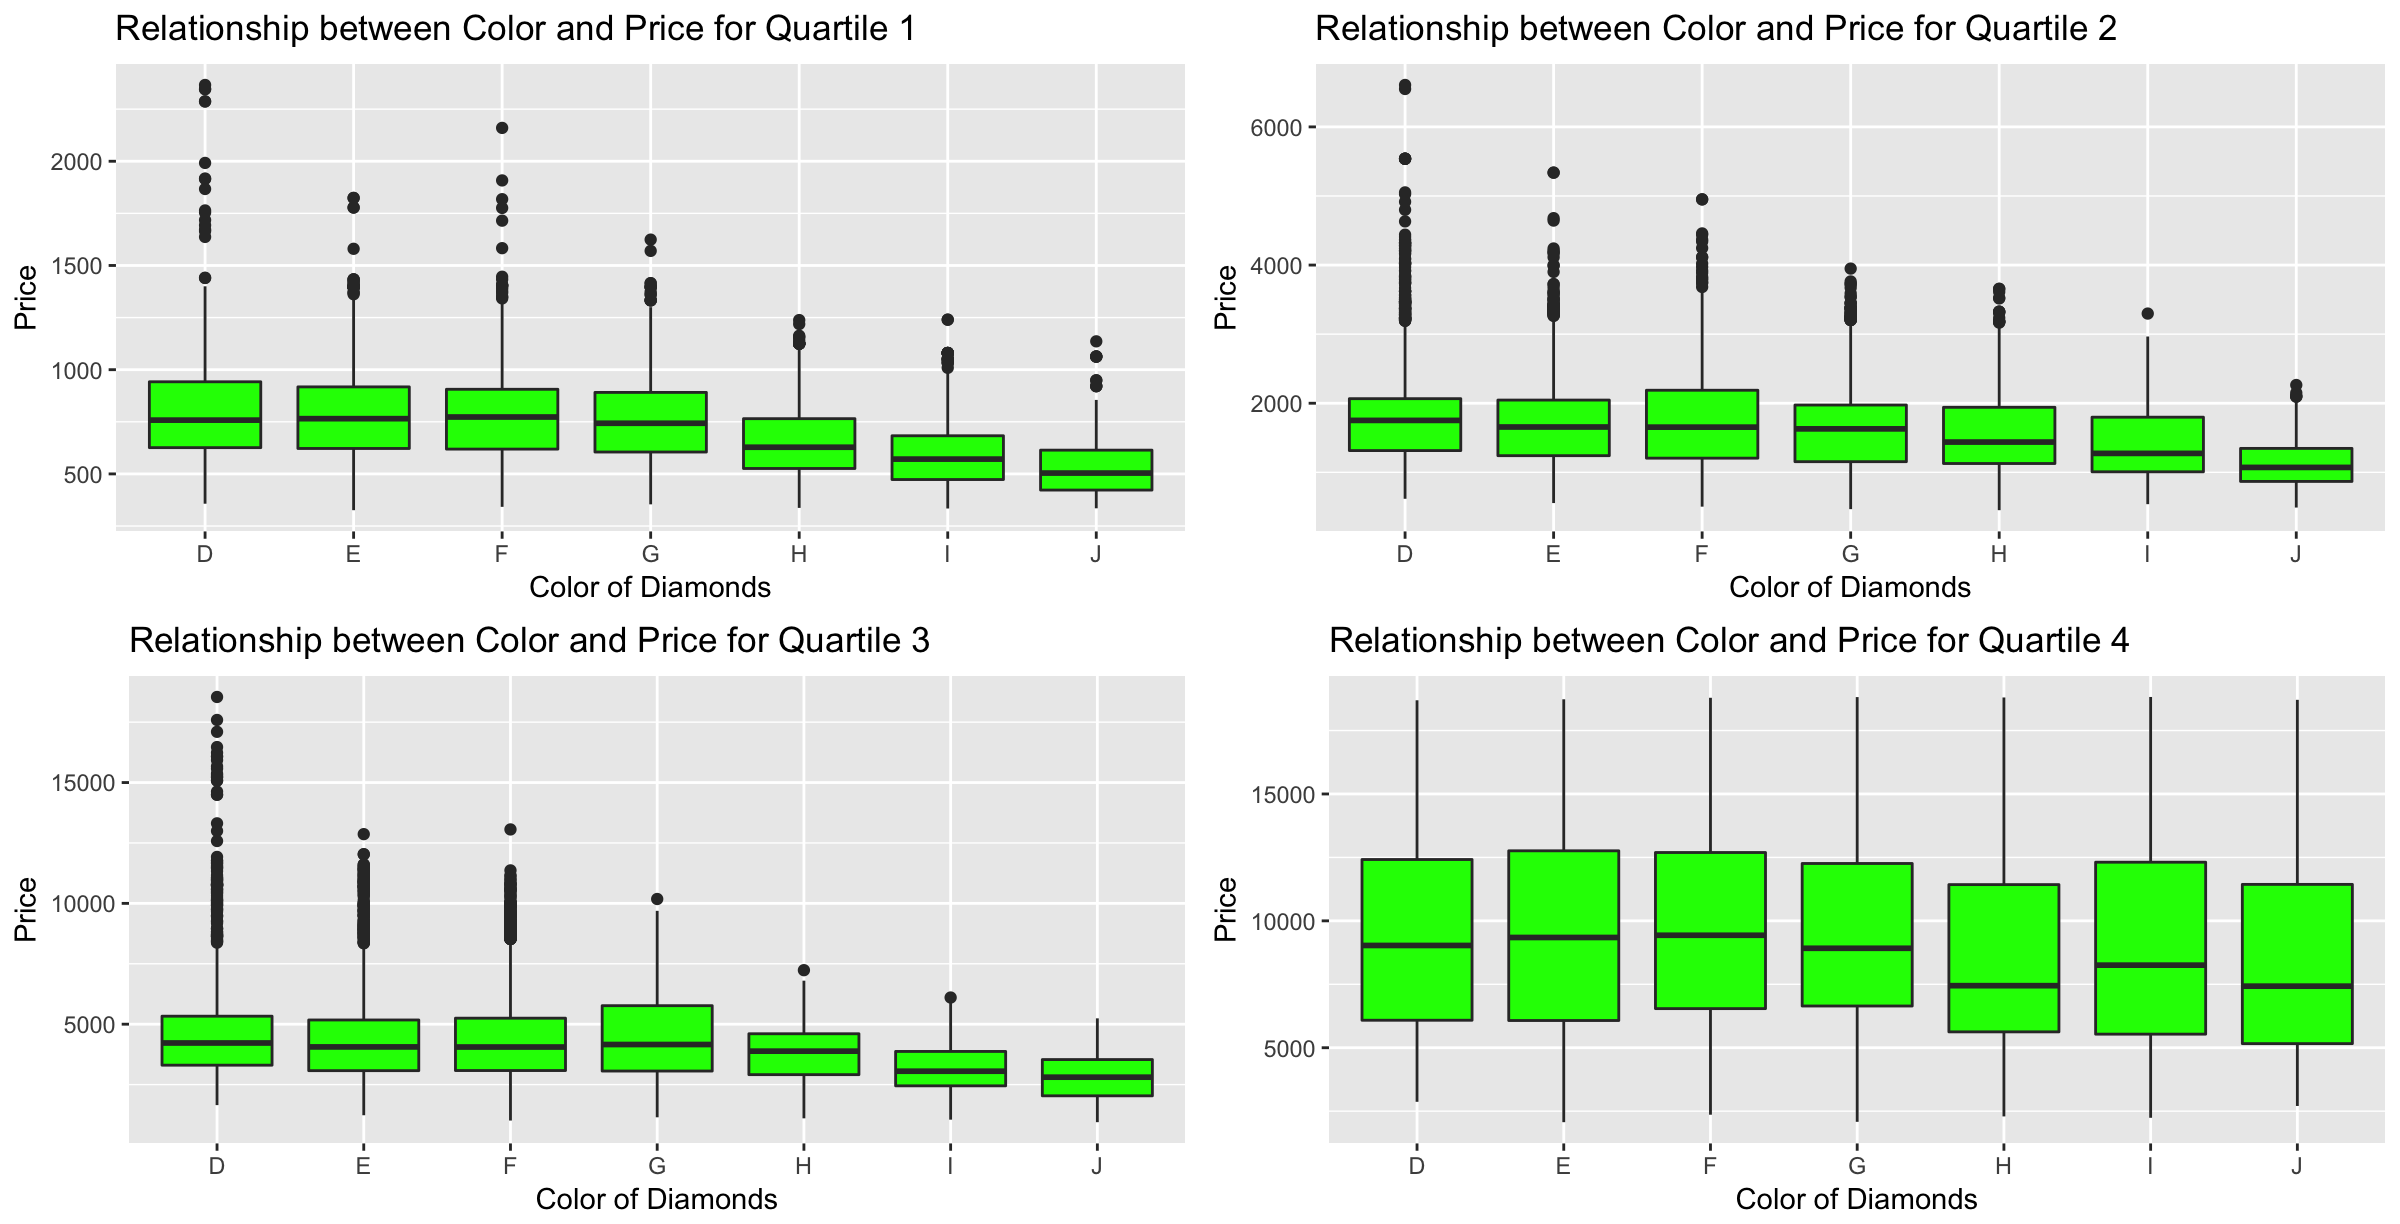 Relationship between Color and Price for Quartile 1
2000
1500
1000
500
Price
D E F G H I J
Color of Diamonds
Relationship between Color and Price for Quartile 2
6000
4000
2000
Price
D E F G H I J
Color of Diamonds
Relationship between Color and Price for Quartile 3
15000
10000
5000
Price
D E F G H I J
Color of Diamonds
Relationship between Color and Price for Quartile 4
15000
10000
5000
Price
D E F G H I J
Color of Diamonds